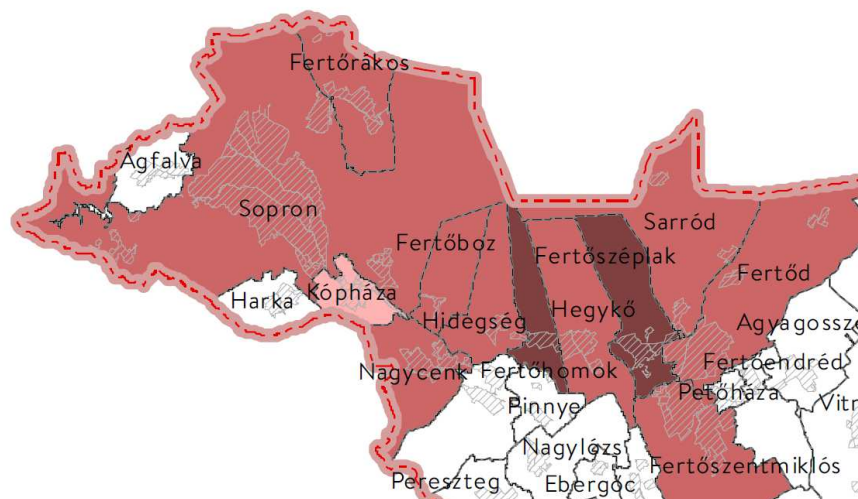 Fertőrákos
Ágfalva
Sopron
Sarród
Fertőboz
Fertőszéplak
Fertőd
Harka
Kópháza
Hegykő
Hidegség
Agyagossze
Nagycenk
Fertőhomok
Fertőendréd
Petőháza
Pinnye
Vitn
Nagylózs
Fertőszentmiklós
Pereszteg
Ebergőc